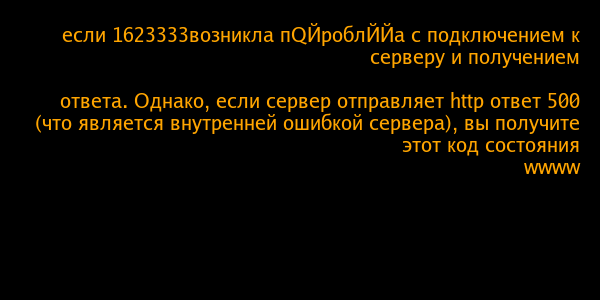 если 1623333возникла пQЙроблЙЙа с подключением к
серверу и получением
ответа. Однако, если сервер отправляет http ответ 500
(что является внутренней ошибкой сервера), вы получите
этот код состояния
wwww